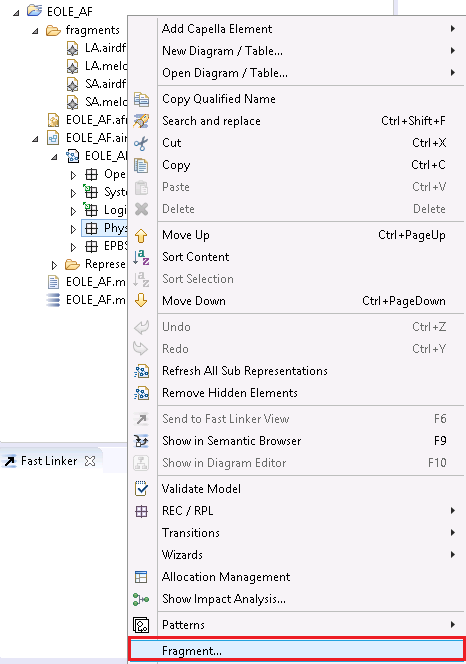 EOLE_AF
fragments
LA.airdf
LA.melo
SA.airdf
SA.melo
EOLE_AF.af
EOLE_AF.air
EOLE_A
Ope
Syste
Logi
Phys
EPBS
Represe
EOLE_AF.m
EOLE_AF.m
Fast Linker
Add Capella Element
New Diagram / Table...
Open Diagram / Table...
Copy Qualified Name
Search and replace Ctrl+Shift+F
Cut Ctrl+X
Copy Ctrl+C
Paste Ctrl+V
Delete Delete
Move Up Ctrl+PageUp
Sort Content
Sort Selection
Move Down Ctrl+PageDown
Undo Ctrl+Z
Redo Ctrl+Y
Refresh All Sub Representations
Remove Hidden Elements
Send to Fast Linker View F6
Show in Semantic Browser F9
Show in Diagram Editor F10
Validate Model
REC / RPL
Transitions
Wizards
Allocation Management
Show Impact Analysis...
Patterns
Fragment...